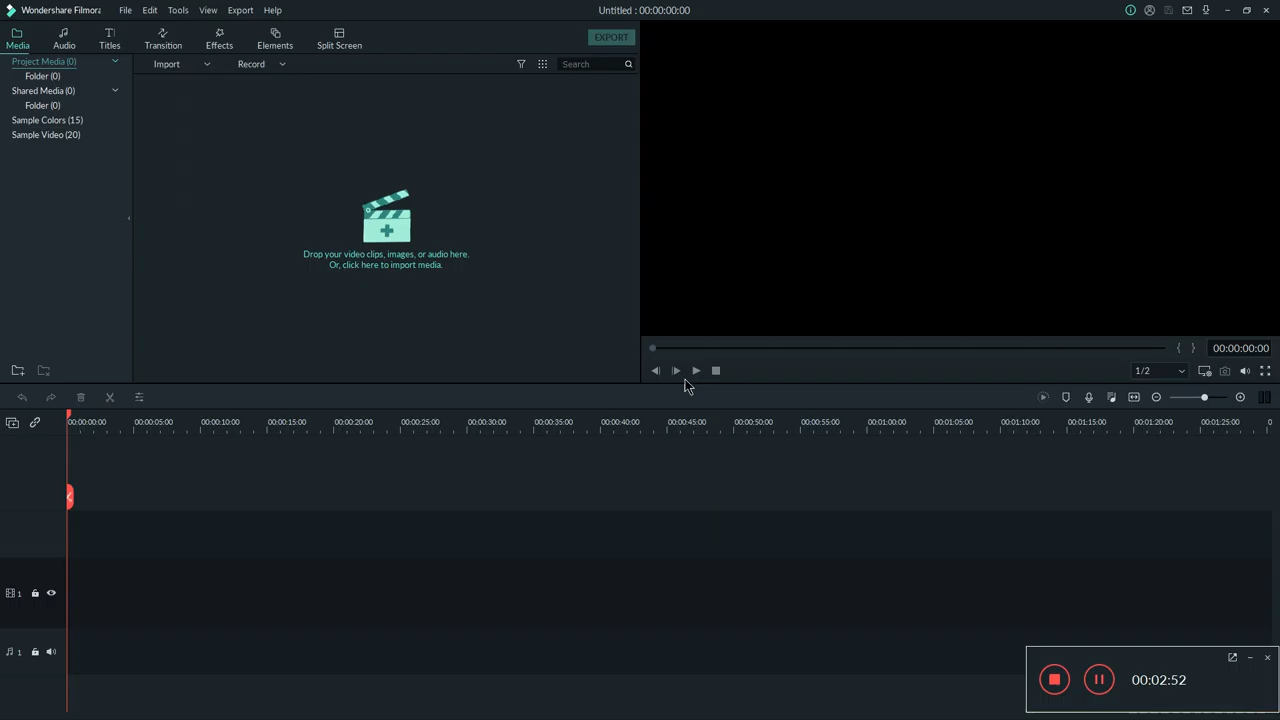 Wondershare Filmora File Edit Tools View Export Help Untitled : 00:00:00:00
Media Audio Titles Transition Effects Elements Split Screen EXPORT
Project Media (0)
Folder (0)
Shared Media (0)
Folder (0)
Sample Colors (15)
Sample Video (20)
Import Record Search
Drop your video clips, images, or audio here.
Or, click here to import media.
{ } 00:00:00:00
1/2
00:00:00:00 00:00:05:00 00:00:10:00 00:00:15:00 00:00:20:00 00:00:25:00 00:00:30:00 00:00:35:00 00:00:40:00 00:00:45:00 00:00:50:00 00:00:55:00 00:01:00:00 00:01:05:00 00:01:10:00 00:01:15:00 00:01:20:00 00:01:25:00 0
1
1
00:02:52